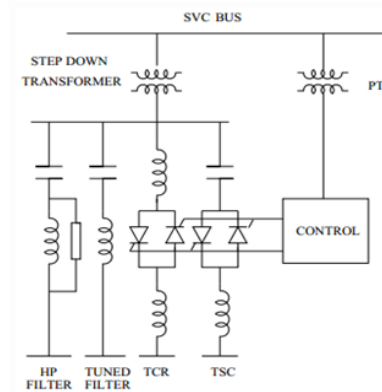 SVC BUS
STEP DOWN
TRANSFORMER
PT
CONTROL
HP
FILTER
TUNED
FILTER
TCR
TSC